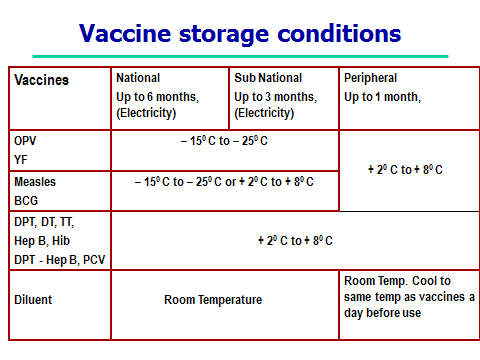 Vaccine storage conditions
Vaccines
National
Up to 6 months,
(Electricity)
Sub National
Up to 3 months,
(Electricity)
Peripheral
Up to 1 month,
OPV
YF
– 15⁰ C to – 25⁰ C
+ 2⁰ C to + 8⁰ C
Measles
BCG
– 15⁰ C to – 25⁰ C or + 2⁰ C to + 8⁰ C
DPT, DT, TT,
Hep B, Hib
DPT - Hep B, PCV
+ 2⁰ C to + 8⁰ C
Diluent
Room Temperature
Room Temp. Cool to
same temp as vaccines a
day before use